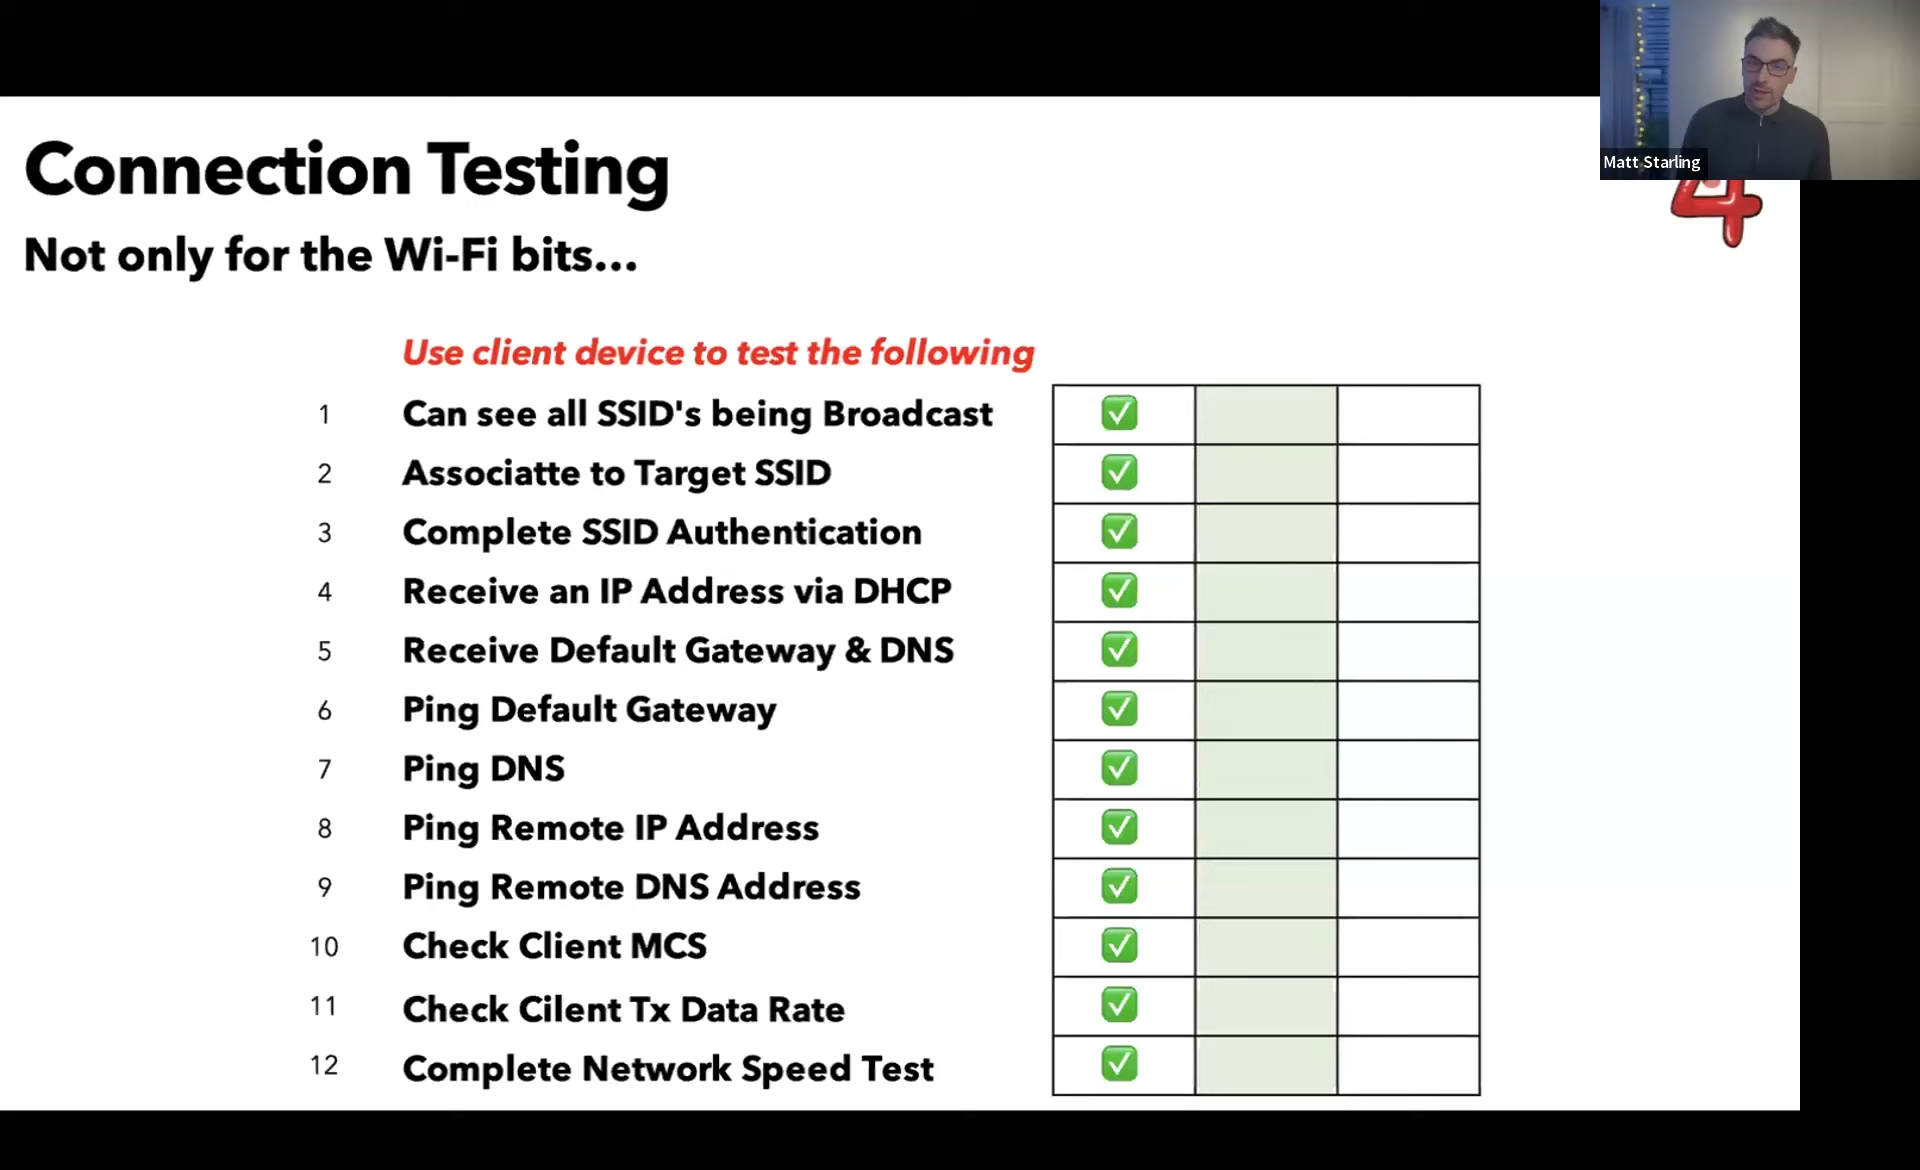 Matt Starling
4
Connection Testing
Not only for the Wi-Fi bits...
Use client device to test the following
1 Can see all SSID's being Broadcast ✅
2 Associatte to Target SSID ✅
3 Complete SSID Authentication ✅
4 Receive an IP Address via DHCP ✅
5 Receive Default Gateway & DNS ✅
6 Ping Default Gateway ✅
7 Ping DNS ✅
8 Ping Remote IP Address ✅
9 Ping Remote DNS Address ✅
10 Check Client MCS ✅
11 Check Cilent Tx Data Rate ✅
12 Complete Network Speed Test ✅